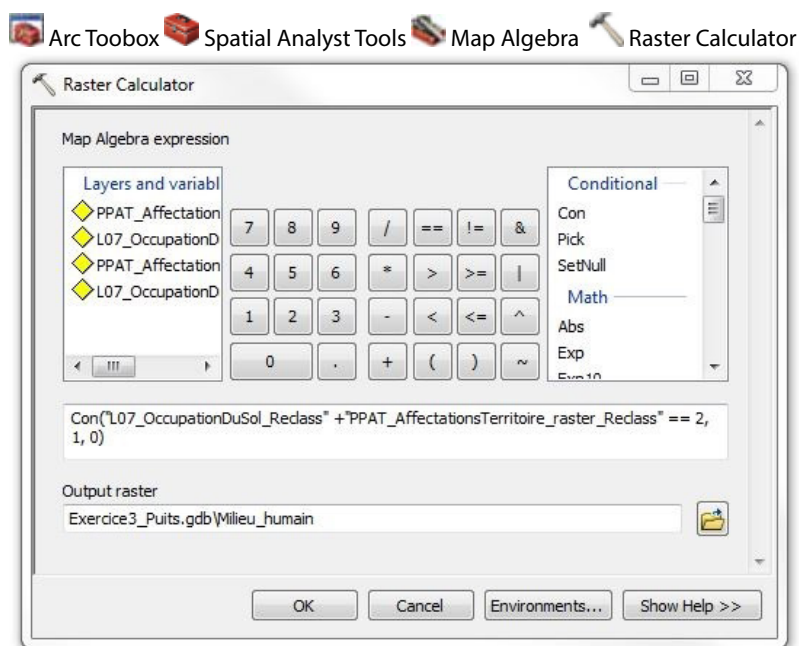 Arc Toobox Spatial Analyst Tools Map Algebra Raster Calculator
Raster Calculator
Map Algebra expression
Layers and variabl
PPAT_Affectation
L07_OccupationD
PPAT_Affectation
L07_OccupationD
7 8 9 / == != &
4 5 6 * > >= |
1 2 3 - < <= ^
0 . + ( ) ~
Conditional
Con
Pick
SetNull
Math
Abs
Exp
Exp10
Con("L07_OccupationDuSol_Reclass" +"PPAT_AffectationsTerritoire_raster_Reclass" == 2,
1, 0)
Output raster
Exercice3_Puits.gdb\Milieu_humain
OK Cancel Environments... Show Help >>